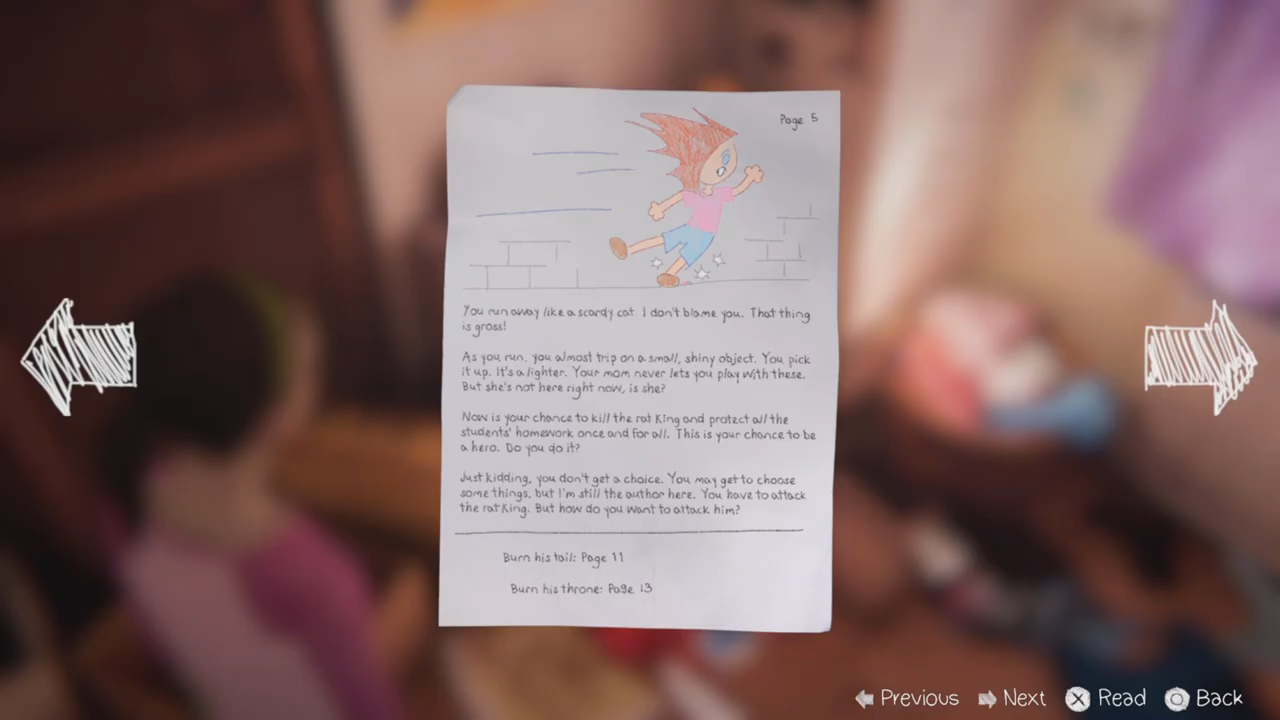 Page 5
You run away like a scardy cat. I don't blame you. That thing
is gross!
As you run, you almost trip on a small, shiny object. You pick
it up. It's a lighter. Your mom never lets you play with these.
But she's not here right now, is she?
Now is your chance to kill the rat King and protect all the
students' homework once and for all. This is your chance to be
a hero. Do you do it?
Just kidding, you don't get a choice. You may get to choose
some things, but I'm still the author here. You have to attack
the rat King. But how do you want to attack him?
Burn his tail: Page 11
Burn his throne: Page 13
Previous Next Read Back